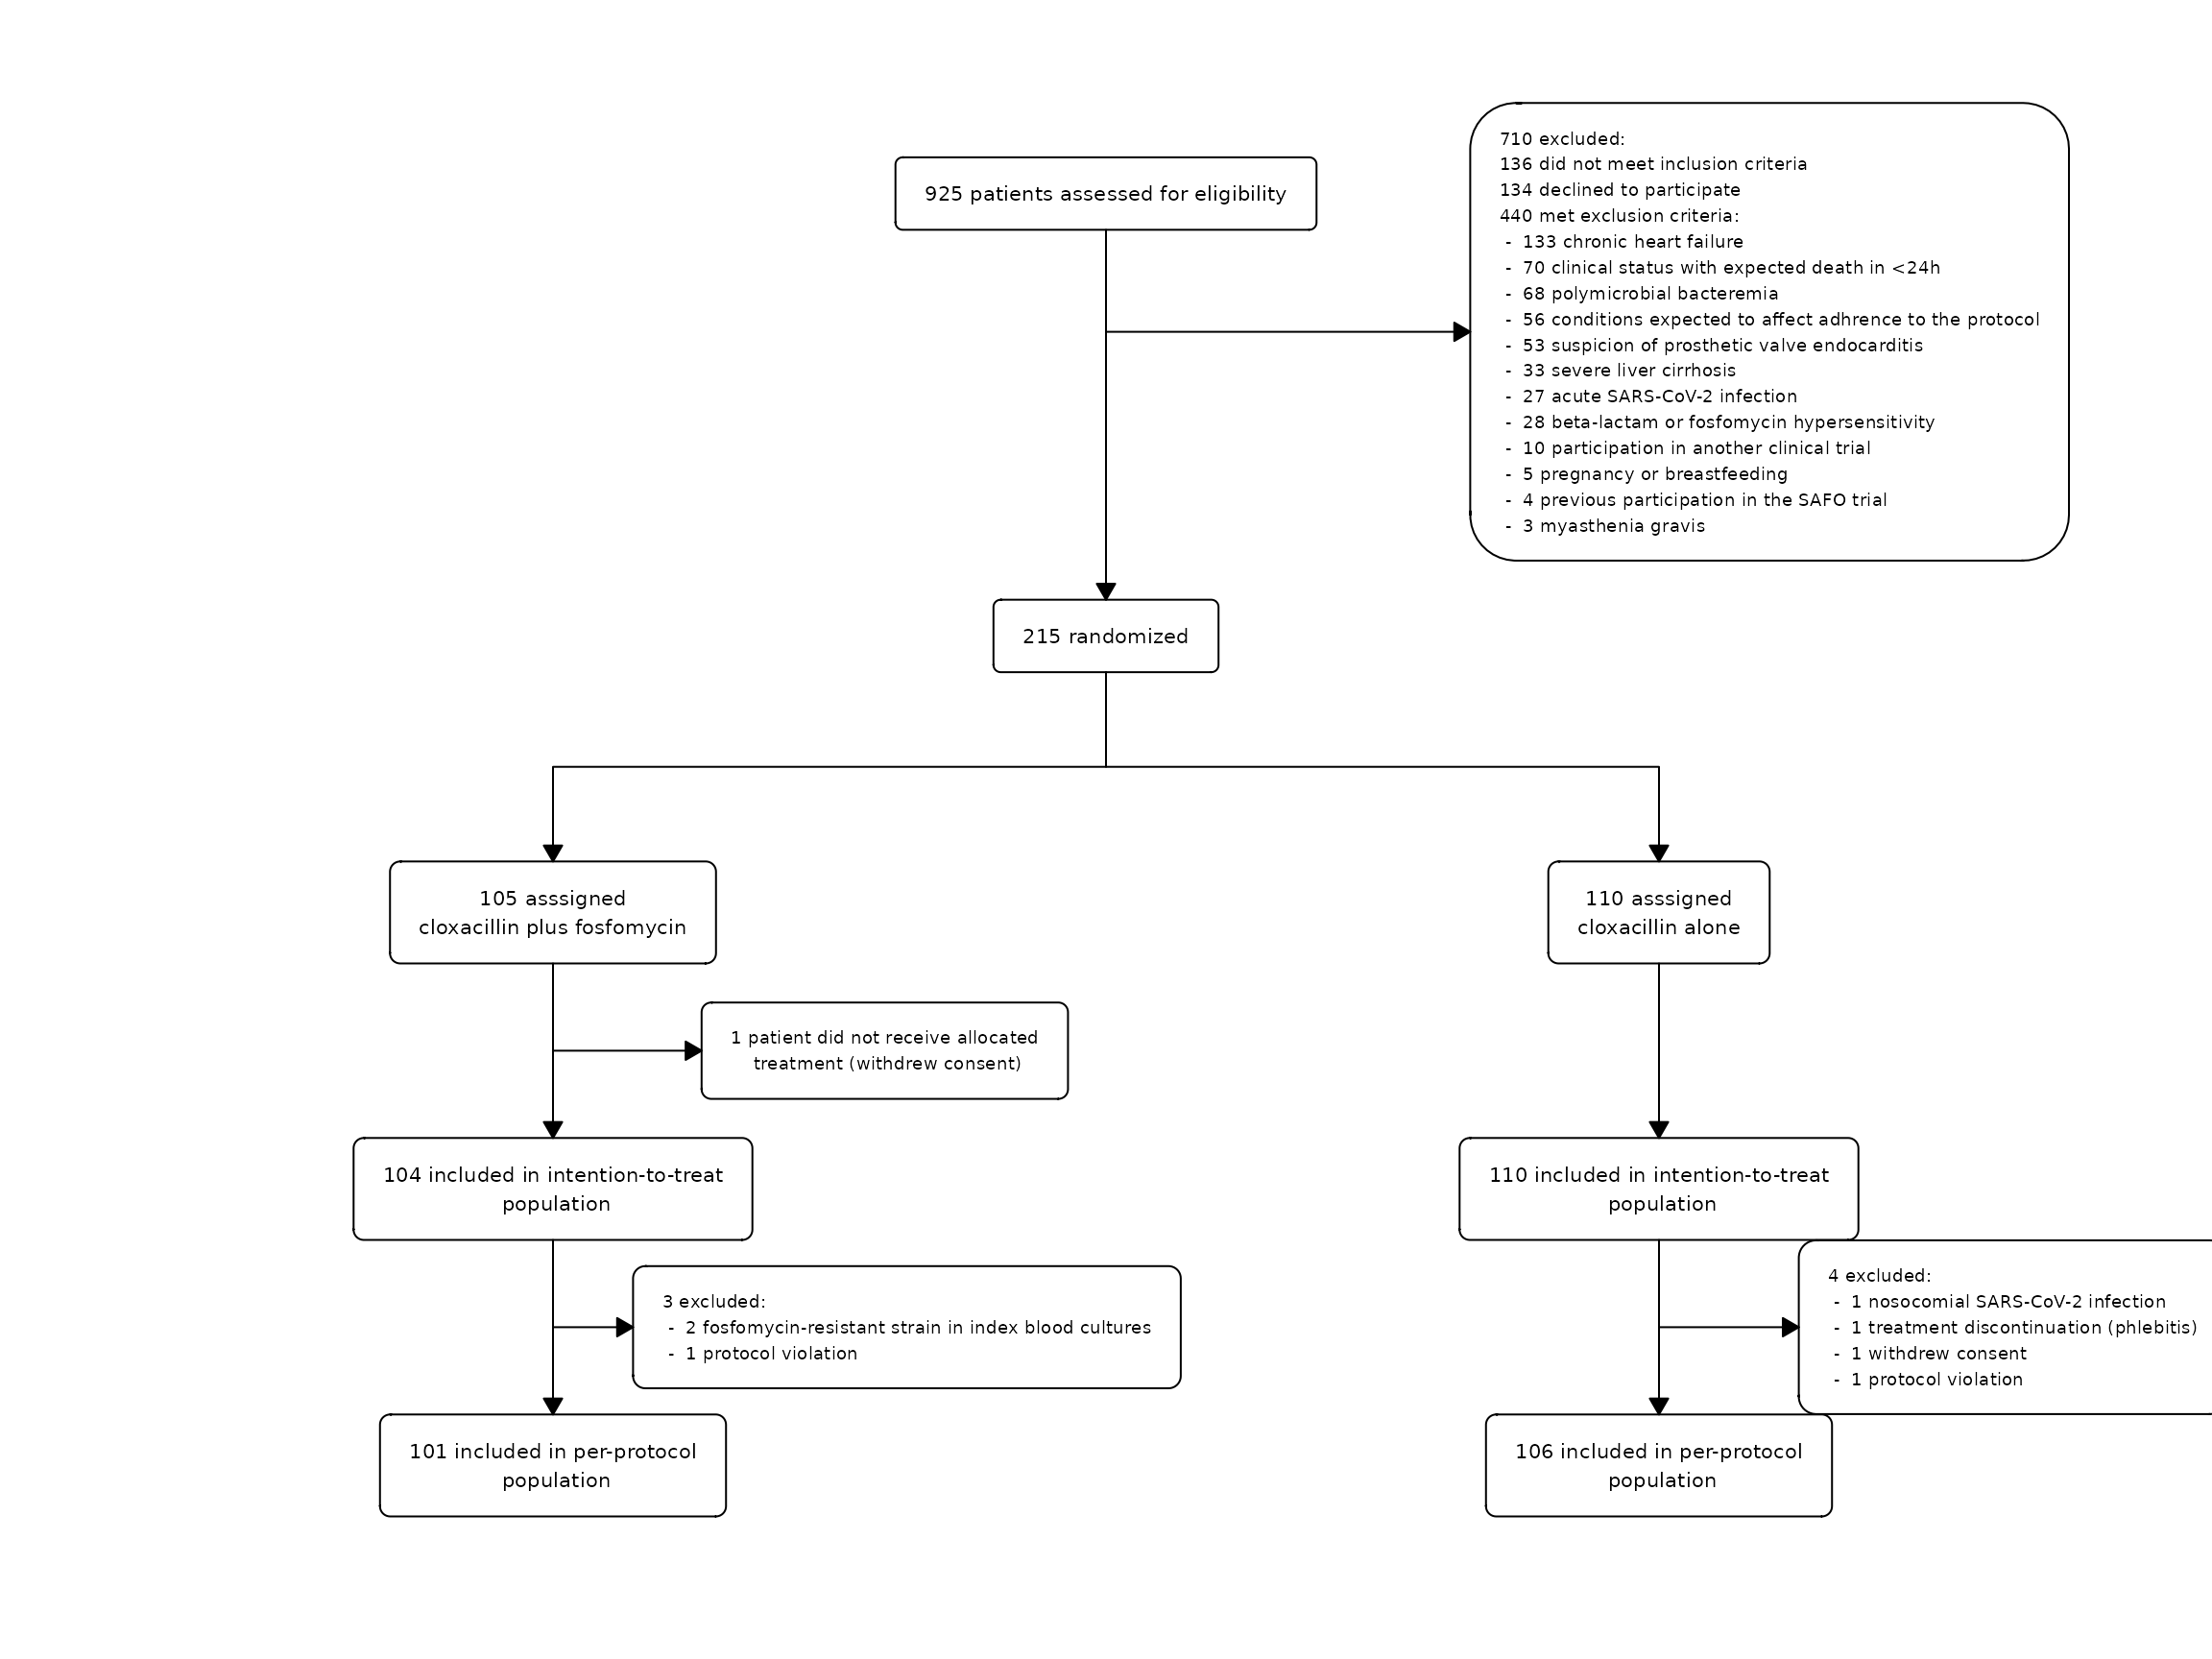 925 patients assessed for eligibility
710 excluded:
136 did not meet inclusion criteria
134 declined to participate
440 met exclusion criteria:
- 133 chronic heart failure
- 70 clinical status with expected death in <24h
- 68 polymicrobial bacteremia
- 56 conditions expected to affect adhrence to the protocol
- 53 suspicion of prosthetic valve endocarditis
- 33 severe liver cirrhosis
- 27 acute SARS-CoV-2 infection
- 28 beta-lactam or fosfomycin hypersensitivity
- 10 participation in another clinical trial
- 5 pregnancy or breastfeeding
- 4 previous participation in the SAFO trial
- 3 myasthenia gravis
215 randomized
105 asssigned
cloxacillin plus fosfomycin
110 asssigned
cloxacillin alone
1 patient did not receive allocated
treatment (withdrew consent)
104 included in intention-to-treat
population
110 included in intention-to-treat
population
3 excluded:
- 2 fosfomycin-resistant strain in index blood cultures
- 1 protocol violation
4 excluded:
- 1 nosocomial SARS-CoV-2 infection
- 1 treatment discontinuation (phlebitis)
- 1 withdrew consent
- 1 protocol violation
101 included in per-protocol
population
106 included in per-protocol
population